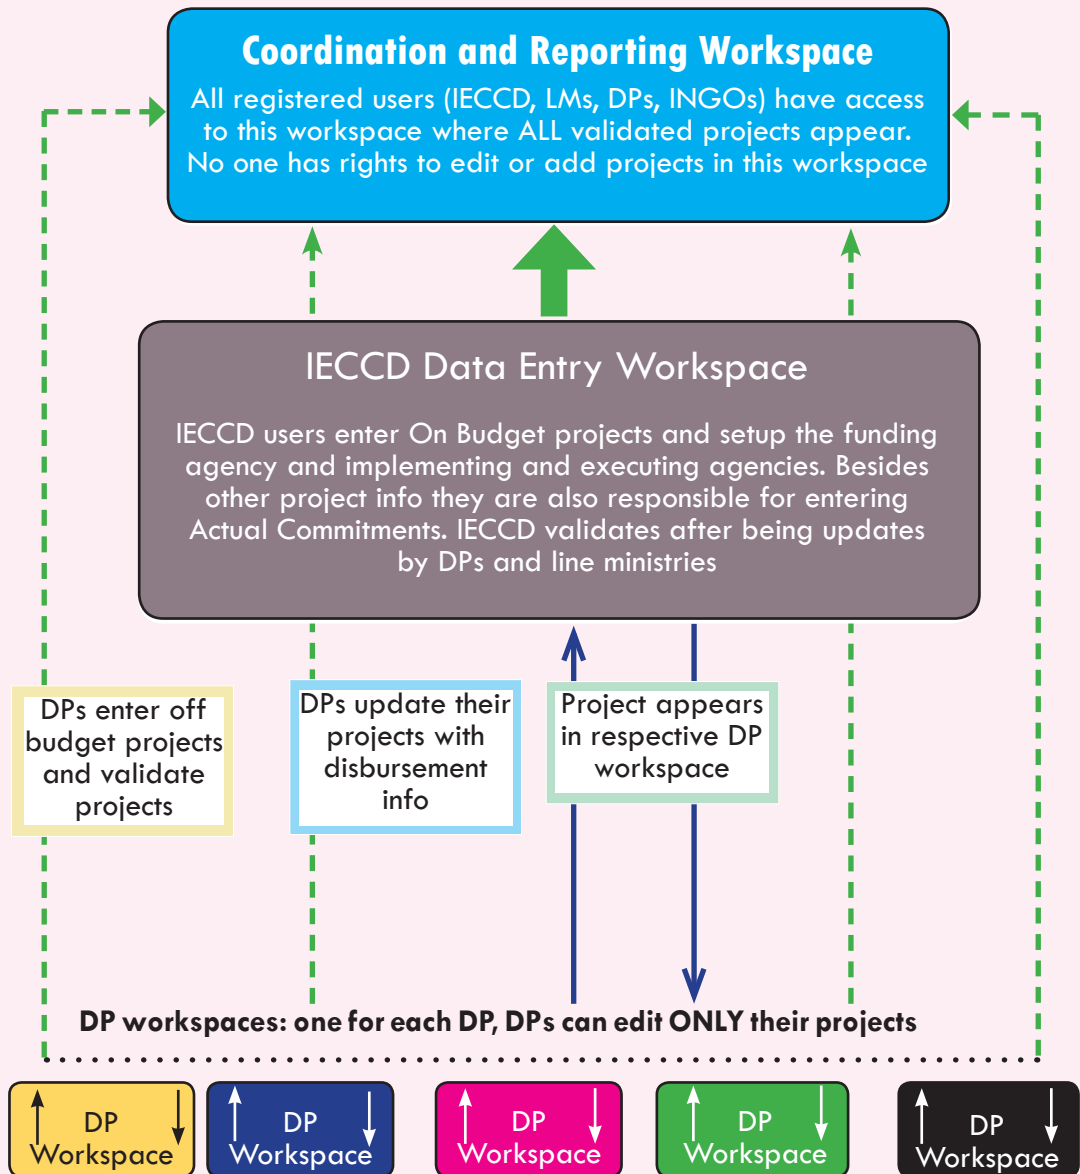 Coordination and Reporting Workspace
All registered users (IECCD, LMs, DPs, INGOs) have access
to this workspace where ALL validated projects appear.
No one has rights to edit or add projects in this workspace
IECCD Data Entry Workspace
IECCD users enter On Budget projects and setup the funding
agency and implementing and executing agencies. Besides
other project info they are also responsible for entering
Actual Commitments. IECCD validates after being updates
by DPs and line ministries
DPs enter off
budget projects
and validate
projects
DPs update their
projects with
disbursement
info
Project appears
in respective DP
workspace
DP workspaces: one for each DP, DPs can edit ONLY their projects
DP
Workspace
DP
Workspace
DP
Workspace
DP
Workspace
DP
Workspace